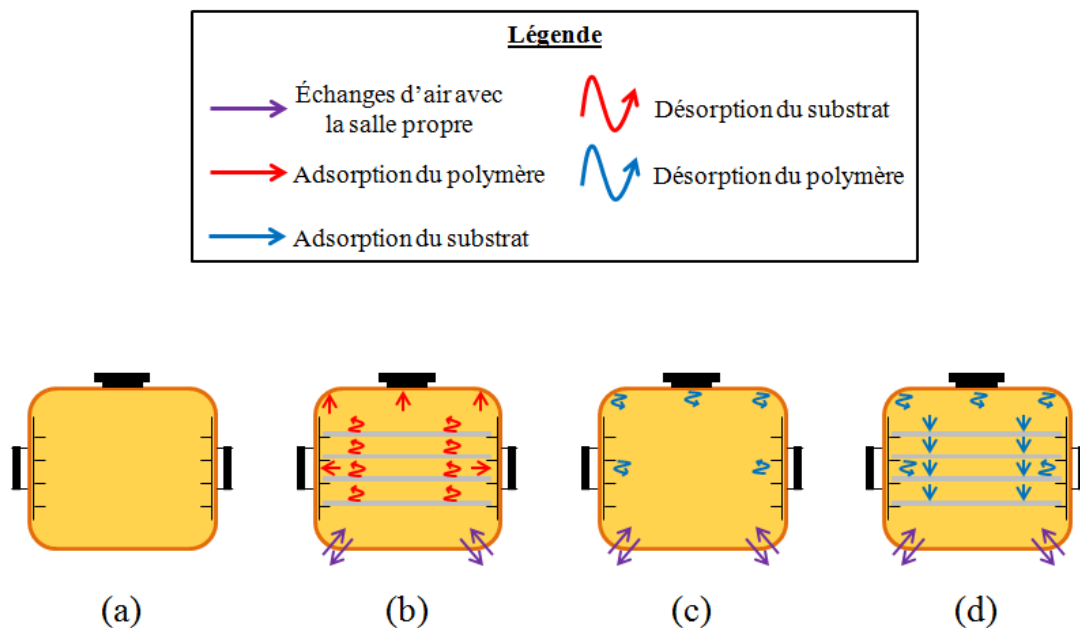 Légende
Échanges d'air avec
la salle propre
Désorption du substrat
Adsorption du polymère
Désorption du polymère
Adsorption du substrat
(a) (b) (c) (d)